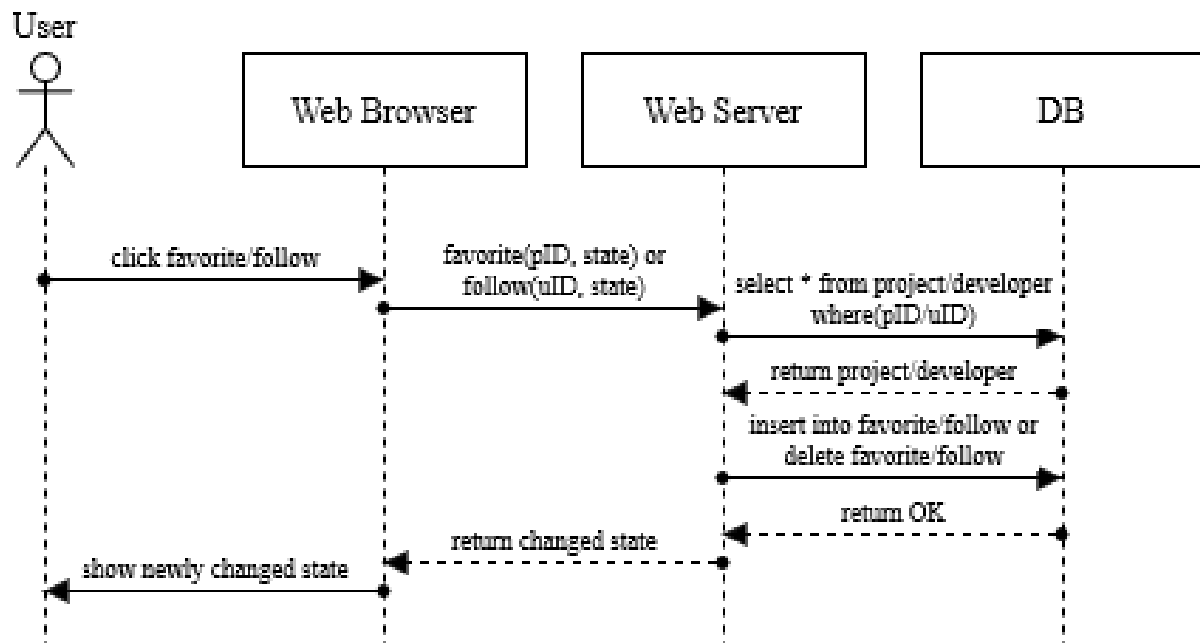 User
Web Browser
Web Server
DB
click favorite/follow
favorite(pID, state) or
follow(uID, state)
select * from project/developer
where(pID/uID)
return project/developer
insert into favorite/follow or
delete favorite/follow
return OK
return changed state
show newly changed state